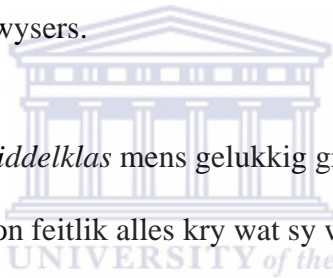 wysers.
iddelklas mens gelukkig g
on feitlik alles kry wat sy v
UNIVERSITY of the